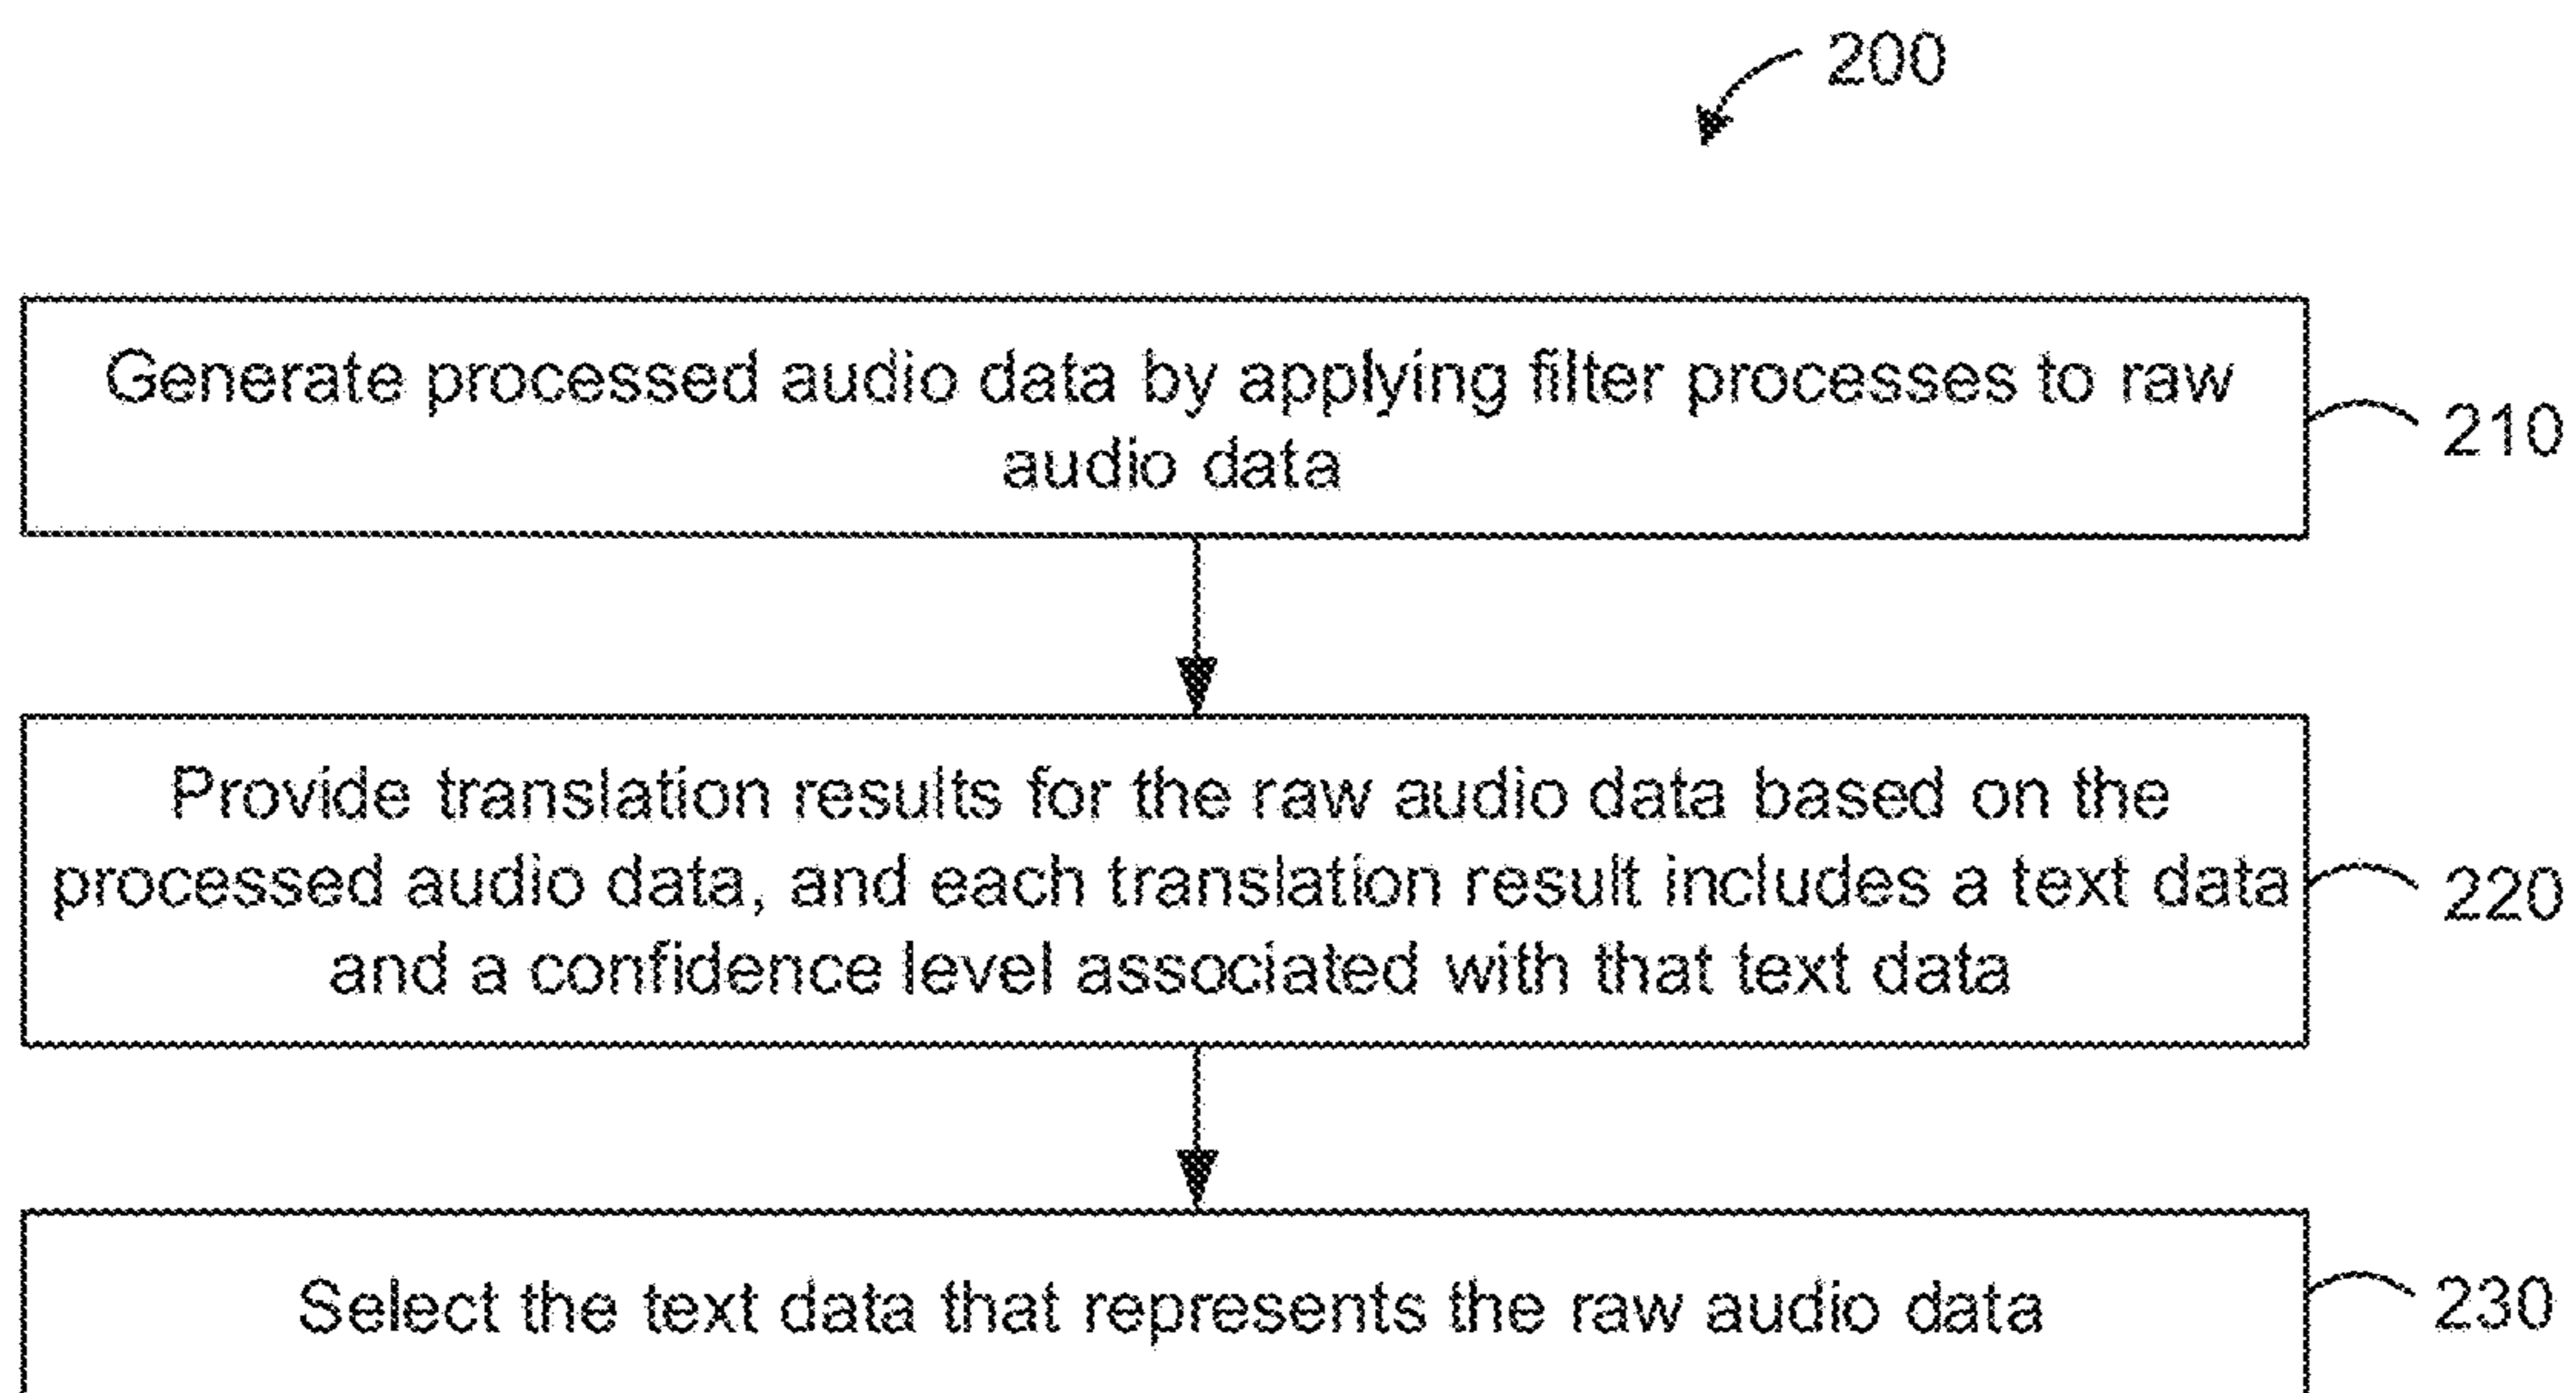 200
Generate processed audio data by applying filter processes to raw
audio data
210
Provide translation results for the raw audio data based on the
processed audio data, and each translation result includes a text data
and a confidence level associated with that text data
220
Select the text data that represents the raw audio data
230